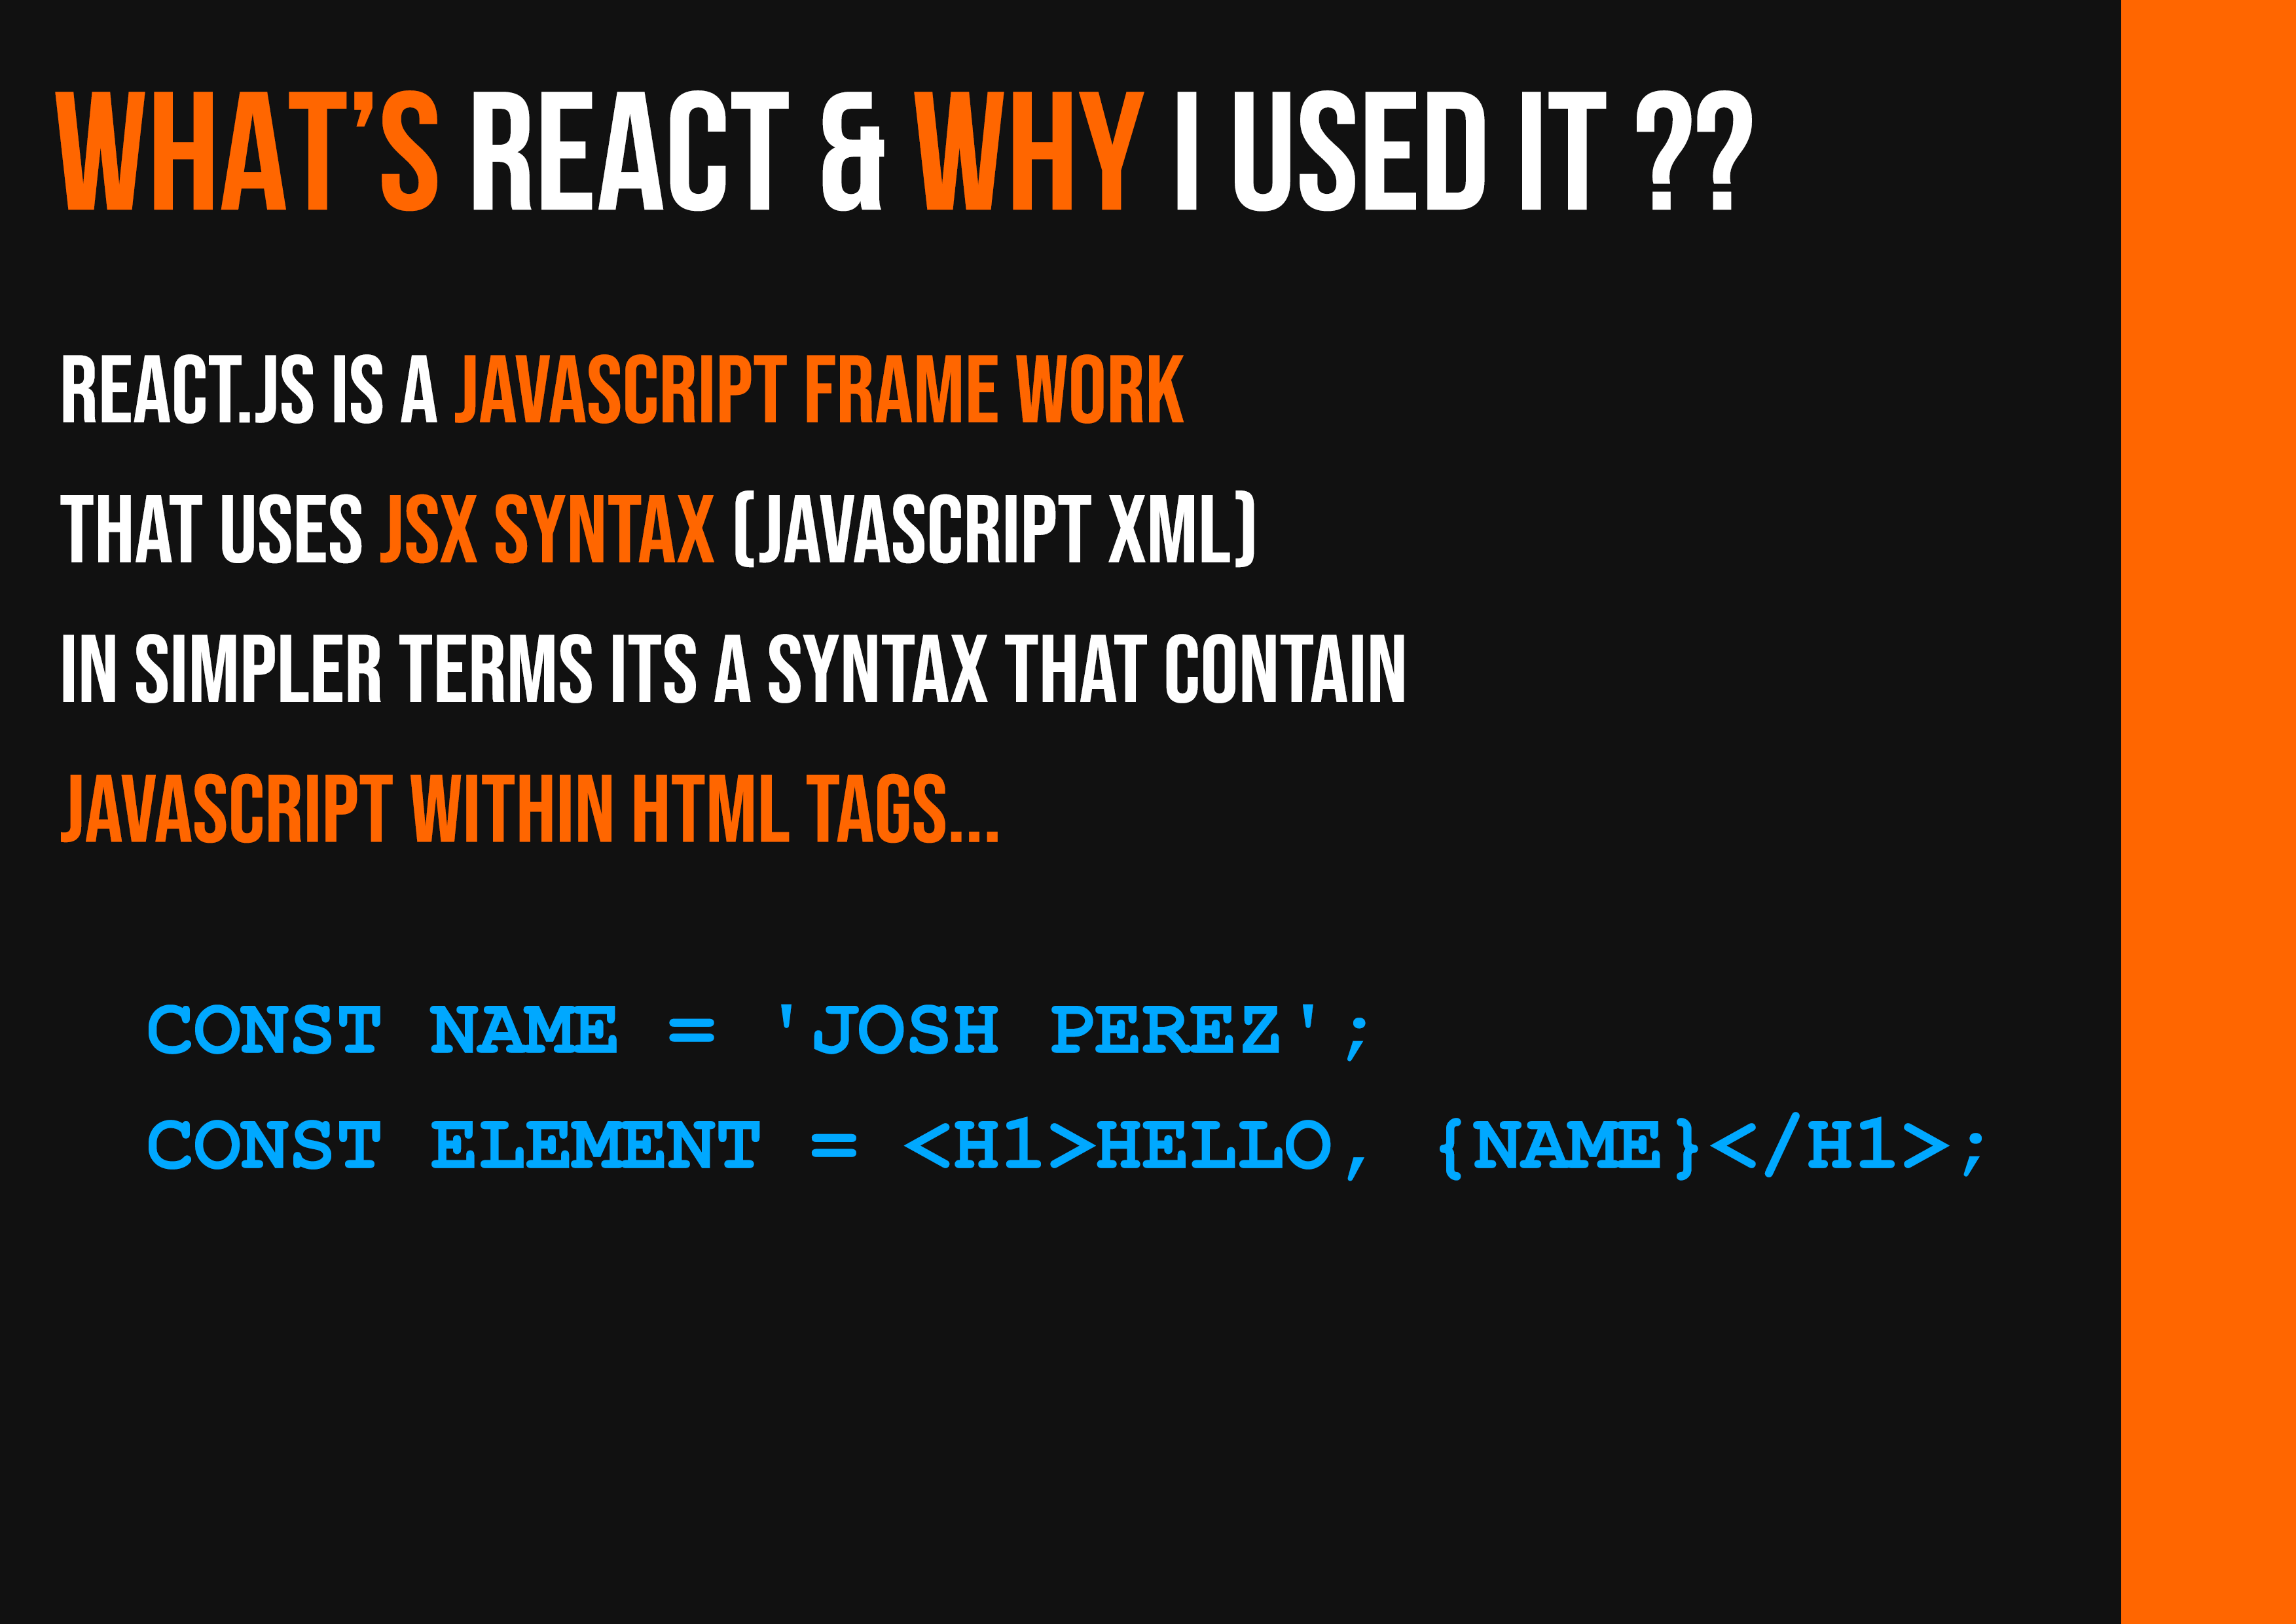 WHAT'S REACT & WHY I USED IT ??
REACT.JS IS A JAVASCRIPT FRAME WORK
THAT USES JSX SYNTAX (JAVASCRIPT XML)
IN SIMPLER TERMS ITS A SYNTAX THAT CONTAIN
JAVASCRIPT WITHIN HTML TAGS...
CONST NAME = 'JOSH PEREZ';
CONST ELEMENT = <H1>HELLO, {NAME}</H1>;